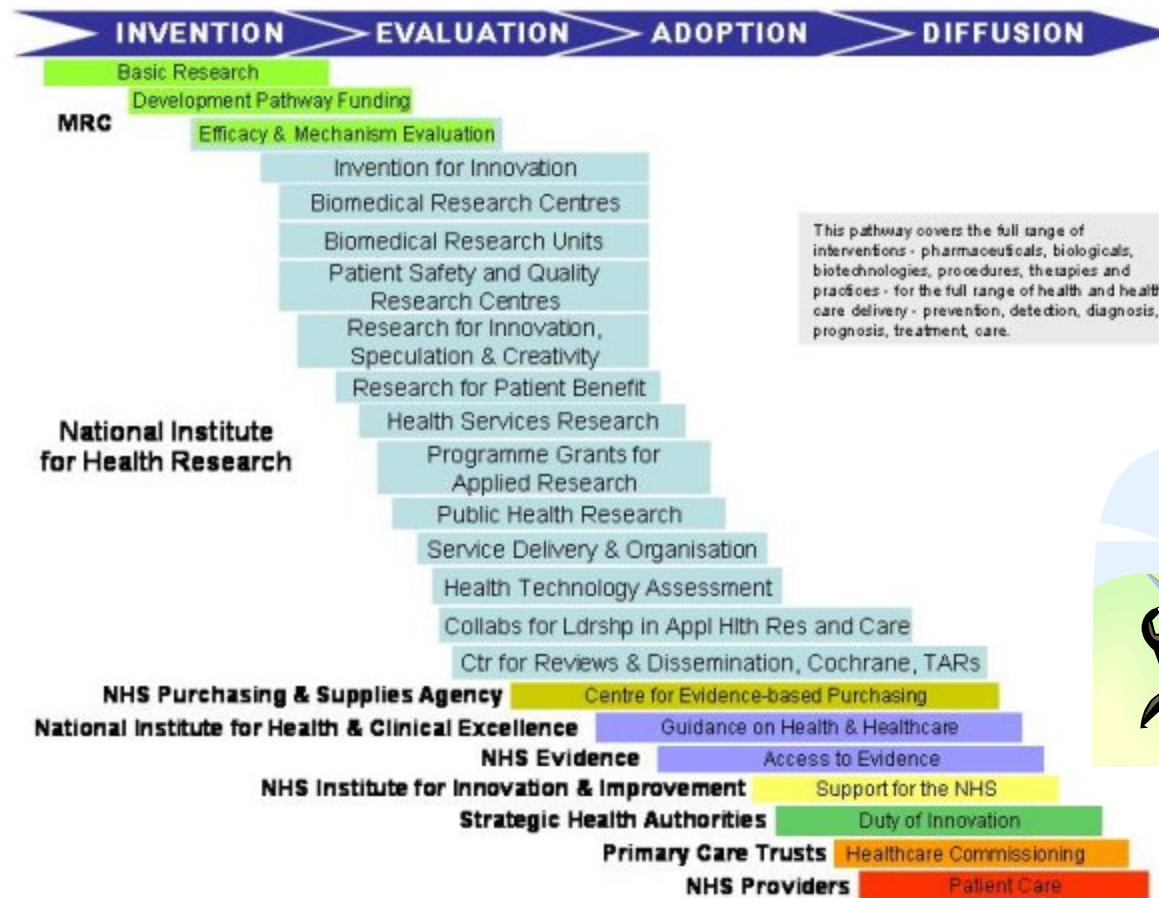 INVENTION EVALUATION ADOPTION DIFFUSION
Basic Research
Development Pathway Funding
MRC
Efficacy & Mechanism Evaluation
Invention for Innovation
Biomedical Research Centres
Biomedical Research Units
Patient Safety and Quality
Research Centres
Research for Innovation,
Speculation & Creativity
Research for Patient Benefit
Health Services Research
National Institute
for Health Research
Programme Grants for
Applied Research
Public Health Research
Service Delivery & Organisation
Health Technology Assessment
Collabs for Ldrshp in Appl Hlth Res and Care
Ctr for Reviews & Dissemination, Cochrane, TARs
This pathway covers the full range of
interventions - pharmaceuticals, biologicals,
biotechnologies, procedures, therapies and
practices - for the full range of health and health
care delivery - prevention, detection, diagnosis,
prognosis, treatment, care.
NHS Purchasing & Supplies Agency Centre for Evidence-based Purchasing
National Institute for Health & Clinical Excellence Guidance on Health & Healthcare
NHS Evidence Access to Evidence
NHS Institute for Innovation & Improvement Support for the NHS
Strategic Health Authorities Duty of Innovation
Primary Care Trusts Healthcare Commissioning
NHS Providers Patient Care